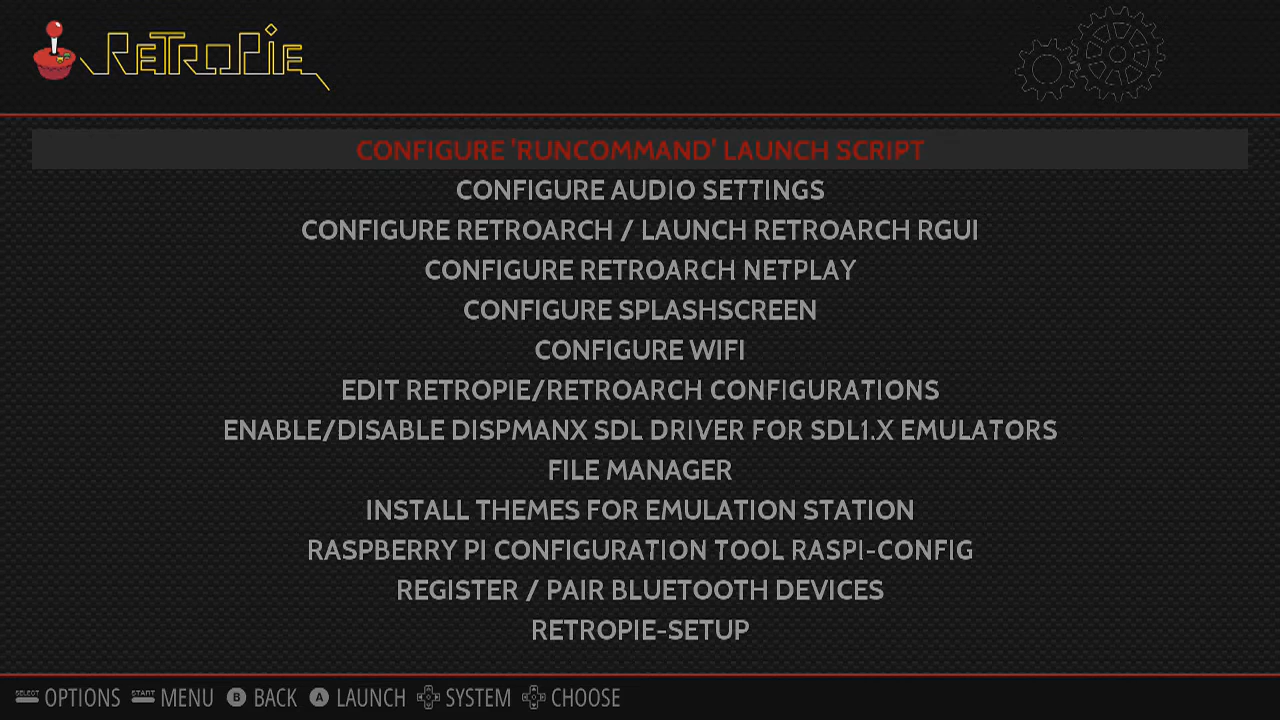 RETROPIE
CONFIGURE 'RUNCOMMAND' LAUNCH SCRIPT
CONFIGURE AUDIO SETTINGS
CONFIGURE RETROARCH / LAUNCH RETROARCH RGUI
CONFIGURE RETROARCH NETPLAY
CONFIGURE SPLASHSCREEN
CONFIGURE WIFI
EDIT RETROPIE/RETROARCH CONFIGURATIONS
ENABLE/DISABLE DISPMANX SDL DRIVER FOR SDL1.X EMULATORS
FILE MANAGER
INSTALL THEMES FOR EMULATION STATION
RASPBERRY PI CONFIGURATION TOOL RASPI-CONFIG
REGISTER / PAIR BLUETOOTH DEVICES
RETROPIE-SETUP
SELECT OPTIONS START MENU B BACK A LAUNCH SYSTEM CHOOSE